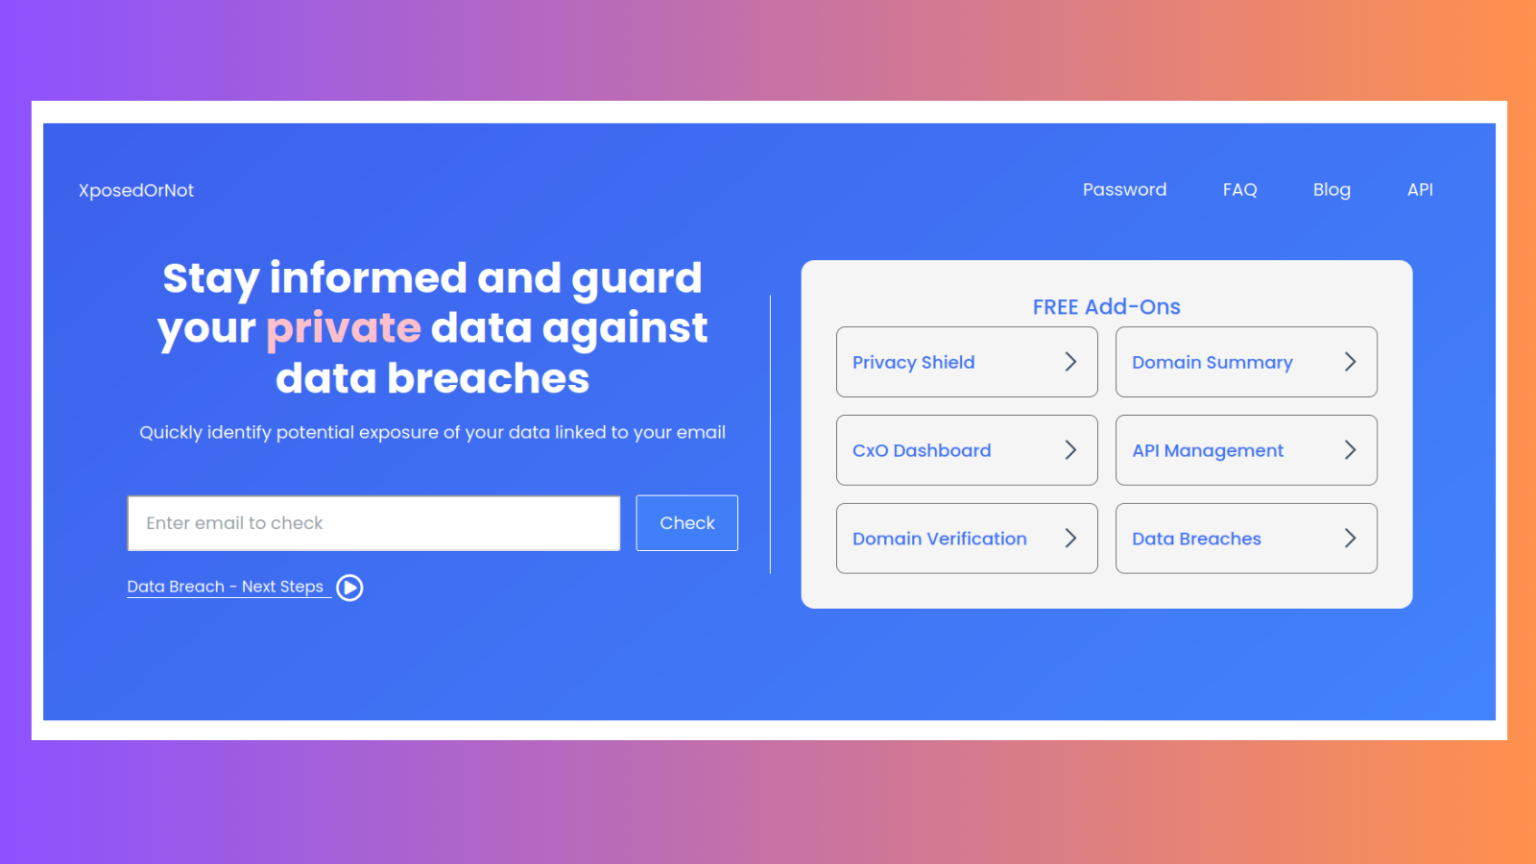 XposedOrNot
Password
FAQ
Blog
API
Stay informed and guard
your private data against
data breaches
Quickly identify potential exposure of your data linked to your email
Enter email to check
Check
Data Breach - Next Steps
FREE Add-Ons
Privacy Shield
Domain Summary
CxO Dashboard
API Management
Domain Verification
Data Breaches